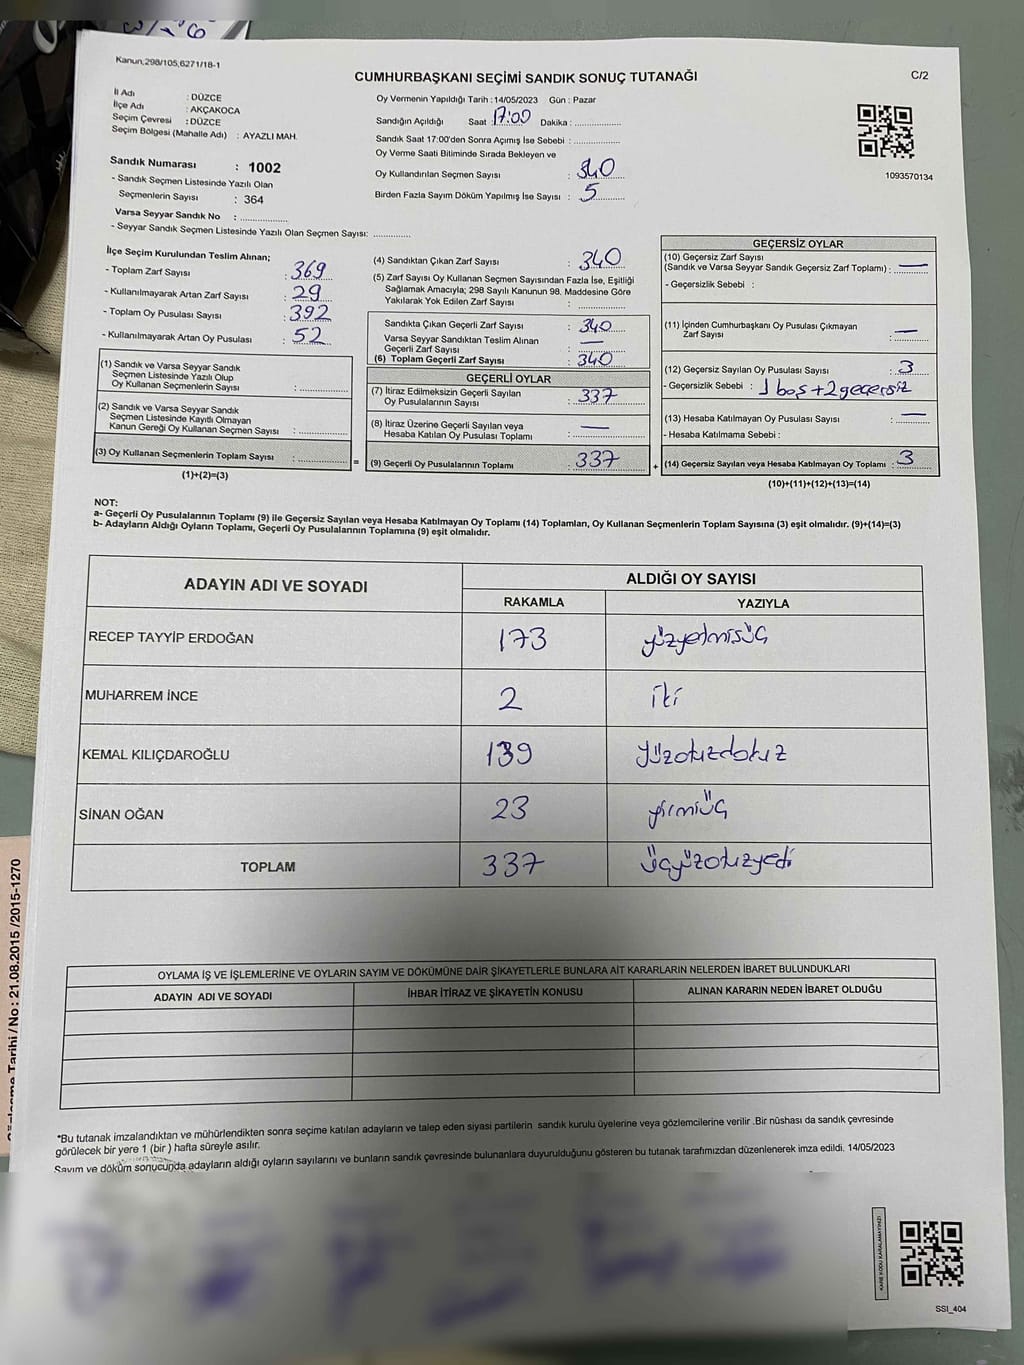 Kanun,298/105,6271/18-1
CUMHURBAŞKANI SEÇİMİ SANDIK SONUÇ TUTANAĞI
C/2
İl Adı : DÜZCE
İlçe Adı : AKÇAKOCA
Seçim Çevresi : DÜZCE
Seçim Bölgesi (Mahalle Adı) : AYAZLI MAH.
Sandık Numarası : 1002
- Sandık Seçmen Listesinde Yazılı Olan
Seçmenlerin Sayısı : 364
Varsa Seyyar Sandık No : ..............
- Seyyar Sandık Seçmen Listesinde Yazılı Olan Seçmen Sayısı: ............
Oy Vermenin Yapıldığı Tarih :14/05/2023 Gün : Pazar
Sandığın Açıldığı Saat : 17:00 Dakika : ..............
Sandık Saat 17:00'den Sonra Açımış İse Sebebi : ..............
Oy Verme Saati Bitiminde Sırada Bekleyen ve
Oy Kullandırılan Seçmen Sayısı : 340
Birden Fazla Sayım Döküm Yapılmış İse Sayısı : 5
1093570134
İlçe Seçim Kurulundan Teslim Alınan;
- Toplam Zarf Sayısı : 369
- Kullanılmayarak Artan Zarf Sayısı : 29
- Toplam Oy Pusulası Sayısı : 392
- Kullanılmayarak Artan Oy Pusulası : 52
(1) Sandık ve Varsa Seyyar Sandık
Seçmen Listesinde Yazılı Olup
Oy Kullanan Seçmenlerin Sayısı : ..............
(2) Sandık ve Varsa Seyyar Sandık
Seçmen Listesinde Kayıtlı Olmayan
Kanun Gereği Oy Kullanan Seçmen Sayısı : ..............
(3) Oy Kullanan Seçmenlerin Toplam Sayısı : ..............
(1)+(2)=(3)
=
(4) Sandıktan Çıkan Zarf Sayısı : 340
(5) Zarf Sayısı Oy Kullanan Seçmen Sayısından Fazla İse, Eşitliği
Sağlamak Amacıyla; 298 Sayılı Kanunun 98. Maddesine Göre
Yakılarak Yok Edilen Zarf Sayısı : ..............
Sandıkta Çıkan Geçerli Zarf Sayısı : 340
Varsa Seyyar Sandıktan Teslim Alınan
Geçerli Zarf Sayısı : —
(6) Toplam Geçerli Zarf Sayısı : 340
GEÇERLİ OYLAR
(7) İtiraz Edilmeksizin Geçerli Sayılan
Oy Pusulalarının Sayısı : 337
(8) İtiraz Üzerine Geçerli Sayılan veya
Hesaba Katılan Oy Pusulası Toplamı : —
(9) Geçerli Oy Pusulalarının Toplamı : 337
+
GEÇERSİZ OYLAR
(10) Geçersiz Zarf Sayısı
(Sandık ve Varsa Seyyar Sandık Geçersiz Zarf Toplamı) : —
- Geçersizlik Sebebi :
(11) İçinden Cumhurbaşkanı Oy Pusulası Çıkmayan
Zarf Sayısı : —
(12) Geçersiz Sayılan Oy Pusulası Sayısı : 3
- Geçersizlik Sebebi : 1 boş + 2 geçersiz
(13) Hesaba Katılmayan Oy Pusulası Sayısı : —
- Hesaba Katılmama Sebebi :
(14) Geçersiz Sayılan veya Hesaba Katılmayan Oy Toplamı : 3
(10)+(11)+(12)+(13)=(14)
NOT:
a- Geçerli Oy Pusulasının Toplamı (9) ile Geçersiz Sayılan veya Hesaba Katılmayan Oy Toplamı (14) Toplamları, Oy Kullanan Seçmenlerin Toplam Sayısına (3) eşit olmalıdır. (9)+(14)=(3)
b- Adayların Aldığı Oyların Toplamı, Geçerli Oy Pusulalarının Toplamına (9) eşit olmalıdır.
ADAYIN ADI VE SOYADI
ALDIĞI OY SAYISI
RAKAMLA YAZIYLA
RECEP TAYYİP ERDOĞAN 173 yüzyetmişüç
MUHARREM İNCE 2 iki
KEMAL KILIÇDAROĞLU 139 yüzotuzdokuz
SİNAN OĞAN 23 yirmiüç
TOPLAM 337 üçyüzotuzyedi
OYLAMA İŞ VE İŞLEMLERİNE VE OYLARIN SAYIM VE DÖKÜMÜNE DAİR ŞİKAYETLERLE BUNLARA AİT KARARLARIN NELERDEN İBARET BULUNDUKLARI
ADAYIN ADI VE SOYADI İHBAR İTİRAZ VE ŞİKAYETİN KONUSU ALINAN KARARIN NEDEN İBARET OLDUĞU
*Bu tutanak imzalandıktan ve mühürlendikten sonra seçime katılan adayların ve talep eden siyasi partilerin sandık kurulu üyelerine veya gözlemcilerine verilir .Bir nüshası da sandık çevresinde
görülecek bir yere 1 (bir ) hafta süreyle asılır.
Sayım ve döküm sonucunda adayların aldığı oyların sayılarını ve bunların sandık çevresinde bulunanlara duyurulduğunu gösteren bu tutanak tarafımızdan düzenlenerek imza edildi. 14/05/2023
KARE KODU KARALAMAYINIZ!
SSI_404
Tarihi / No : 21.08.2015 /2015-1270